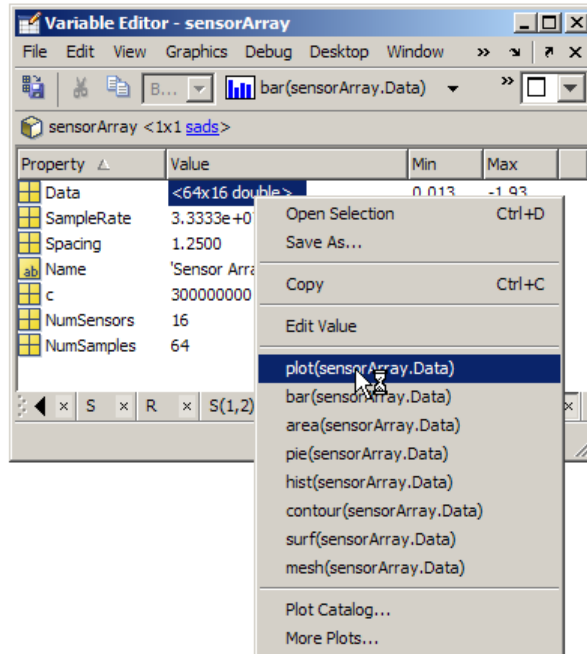 Variable Editor - sensorArray
File Edit View Graphics Debug Desktop Window
B... bar(sensorArray.Data)
sensorArray <1x1 sads>
Property Value Min Max
Data <64x16 double> 0.013 -1.93
SampleRate 3.3333e+0
Spacing 1.2500
ab Name 'Sensor Arra
c 300000000
NumSensors 16
NumSamples 64
S R S(1,2)
Open Selection Ctrl+D
Save As...
Copy Ctrl+C
Edit Value
plot(sensorArray.Data)
bar(sensorArray.Data)
area(sensorArray.Data)
pie(sensorArray.Data)
hist(sensorArray.Data)
contour(sensorArray.Data)
surf(sensorArray.Data)
mesh(sensorArray.Data)
Plot Catalog...
More Plots...